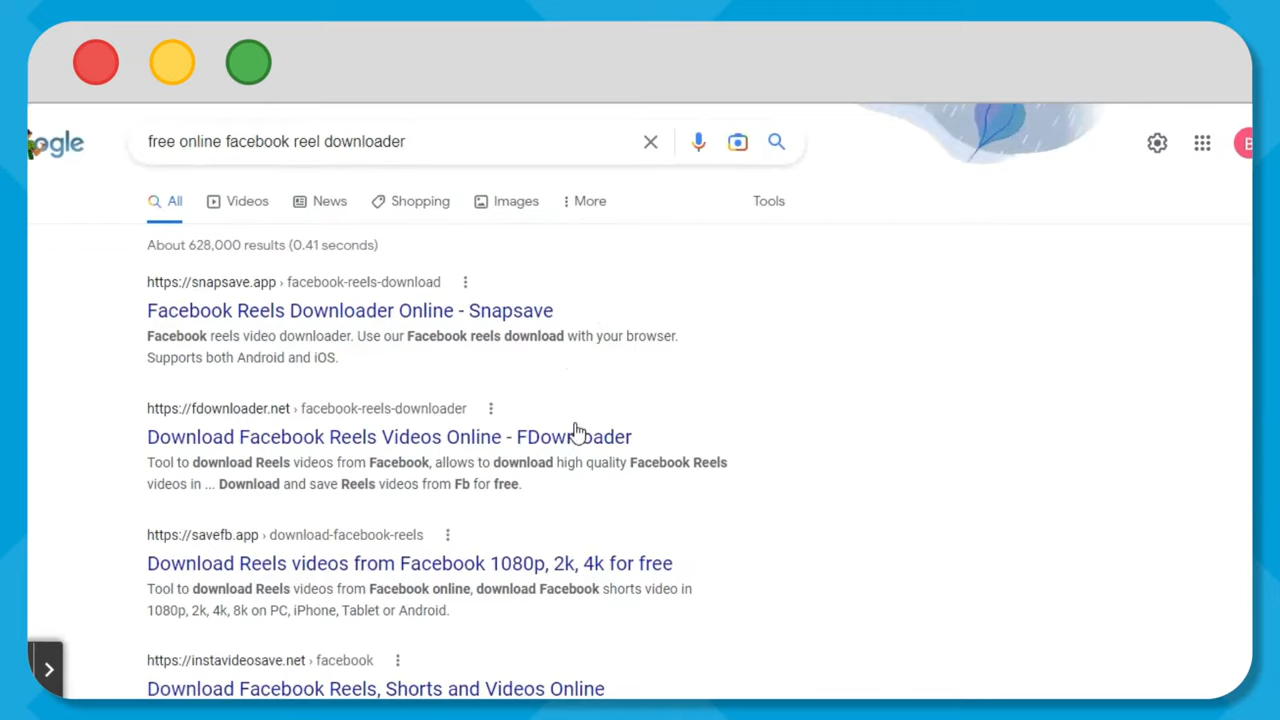 ogle
free online facebook reel downloader
All Videos News Shopping Images More Tools
About 628,000 results (0.41 seconds)
https://snapsave.app › facebook-reels-download
Facebook Reels Downloader Online - Snapsave
Facebook reels video downloader. Use our Facebook reels download with your browser.
Supports both Android and iOS.
https://fdownloader.net › facebook-reels-downloader
Download Facebook Reels Videos Online - FDownloader
Tool to download Reels videos from Facebook, allows to download high quality Facebook Reels
videos in ... Download and save Reels videos from Fb for free.
https://savefb.app › download-facebook-reels
Download Reels videos from Facebook 1080p, 2k, 4k for free
Tool to download Reels videos from Facebook online, download Facebook shorts video in
1080p, 2k, 4k, 8k on PC, iPhone, Tablet or Android.
https://instavideosave.net › facebook
Download Facebook Reels, Shorts and Videos Online